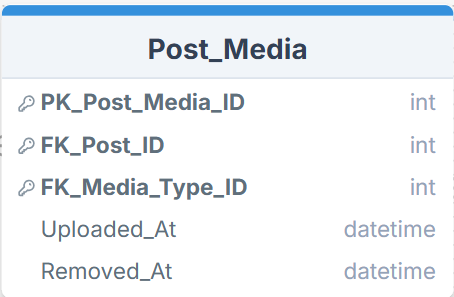 Post_Media
PK_Post_Media_ID int
FK_Post_ID int
FK_Media_Type_ID int
Uploaded_At datetime
Removed_At datetime